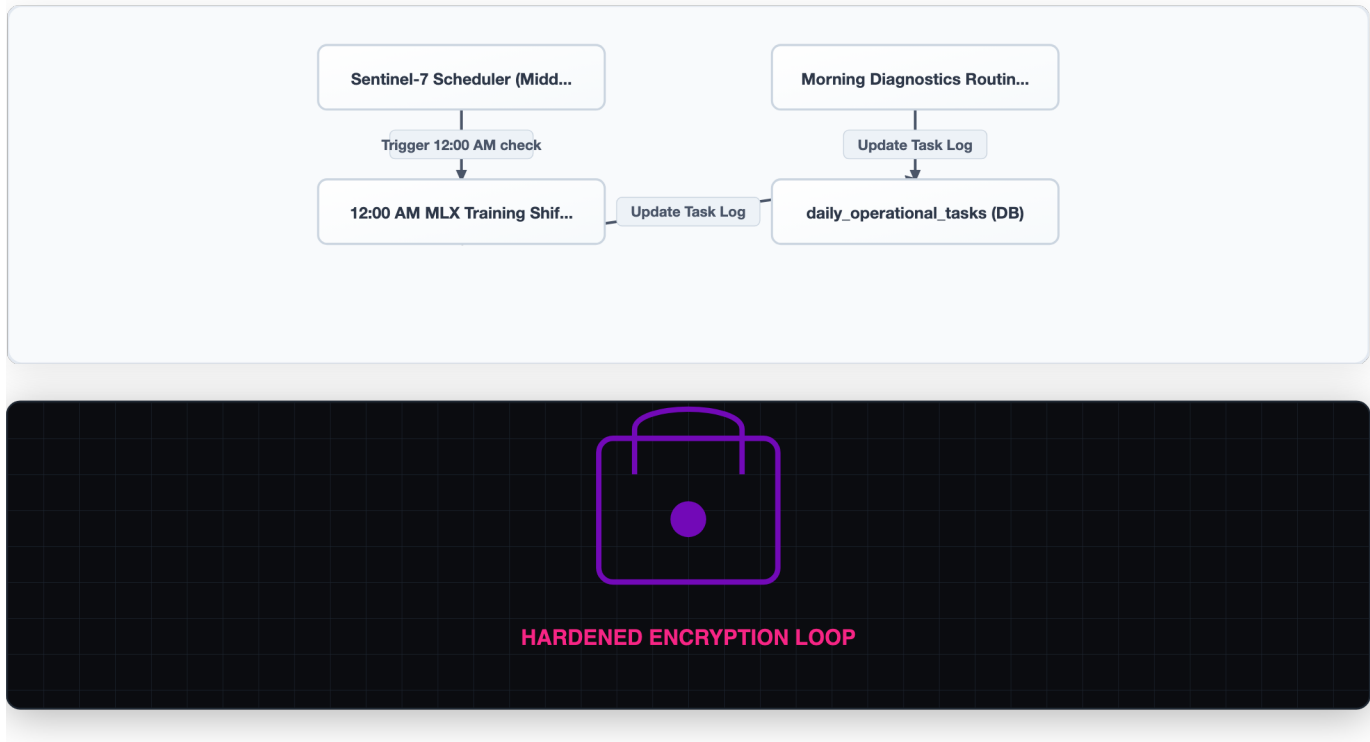 Sentinel-7 Scheduler (Midd...
Morning Diagnostics Routin...
Trigger 12:00 AM check
Update Task Log
12:00 AM MLX Training Shif...
Update Task Log
daily_operational_tasks (DB)
HARDENED ENCRYPTION LOOP